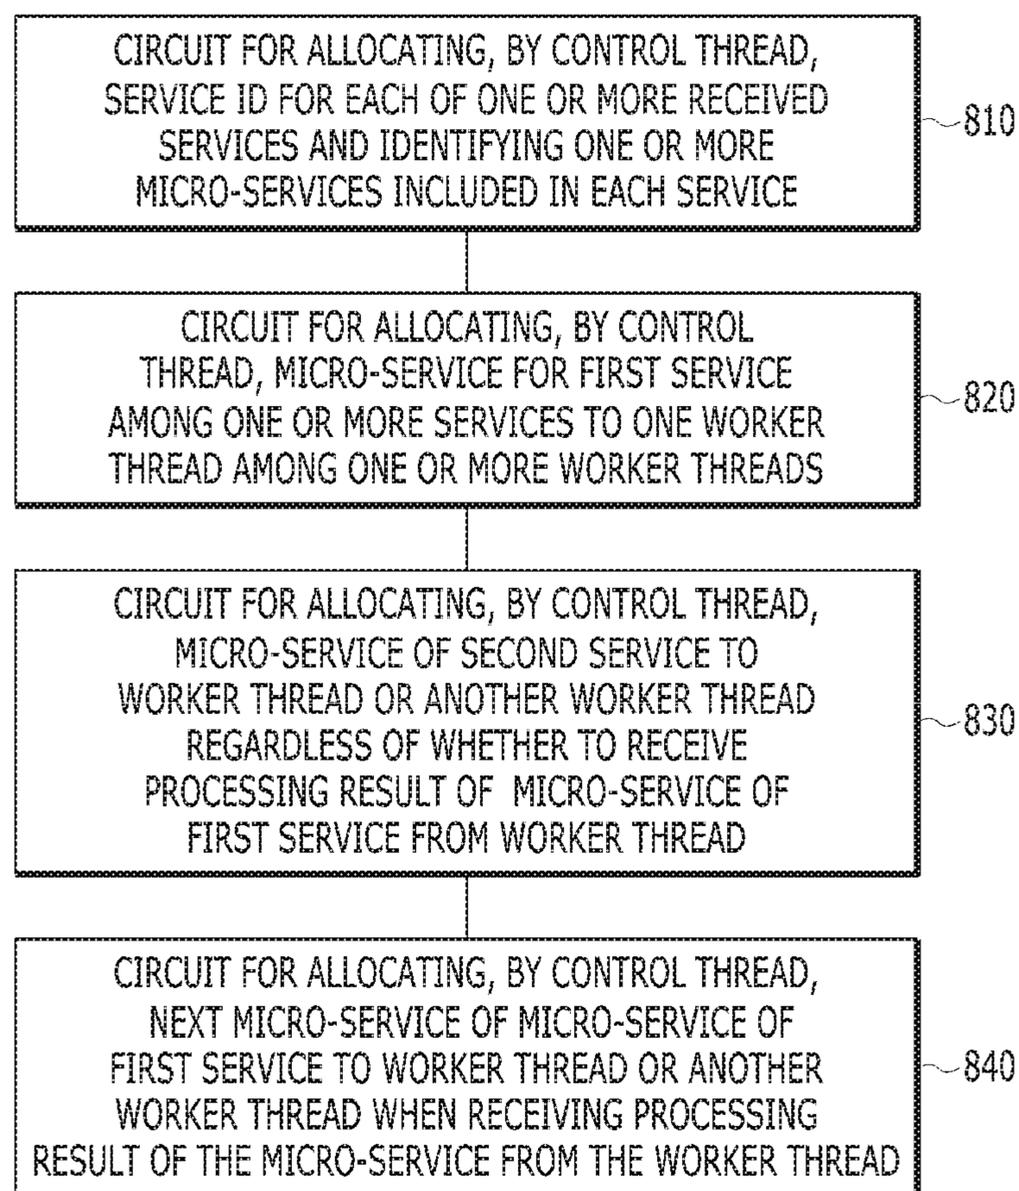 CIRCUIT FOR ALLOCATING, BY CONTROL THREAD,
SERVICE ID FOR EACH OF ONE OR MORE RECEIVED
SERVICES AND IDENTIFYING ONE OR MORE
MICRO-SERVICES INCLUDED IN EACH SERVICE
810
CIRCUIT FOR ALLOCATING, BY CONTROL
THREAD, MICRO-SERVICE FOR FIRST SERVICE
AMONG ONE OR MORE SERVICES TO ONE WORKER
THREAD AMONG ONE OR MORE WORKER THREADS
820
CIRCUIT FOR ALLOCATING, BY CONTROL THREAD,
MICRO-SERVICE OF SECOND SERVICE TO
WORKER THREAD OR ANOTHER WORKER THREAD
REGARDLESS OF WHETHER TO RECEIVE
PROCESSING RESULT OF MICRO-SERVICE OF
FIRST SERVICE FROM WORKER THREAD
830
CIRCUIT FOR ALLOCATING, BY CONTROL THREAD,
NEXT MICRO-SERVICE OF MICRO-SERVICE OF
FIRST SERVICE TO WORKER THREAD OR ANOTHER
WORKER THREAD WHEN RECEIVING PROCESSING
RESULT OF THE MICRO-SERVICE FROM THE WORKER THREAD
840